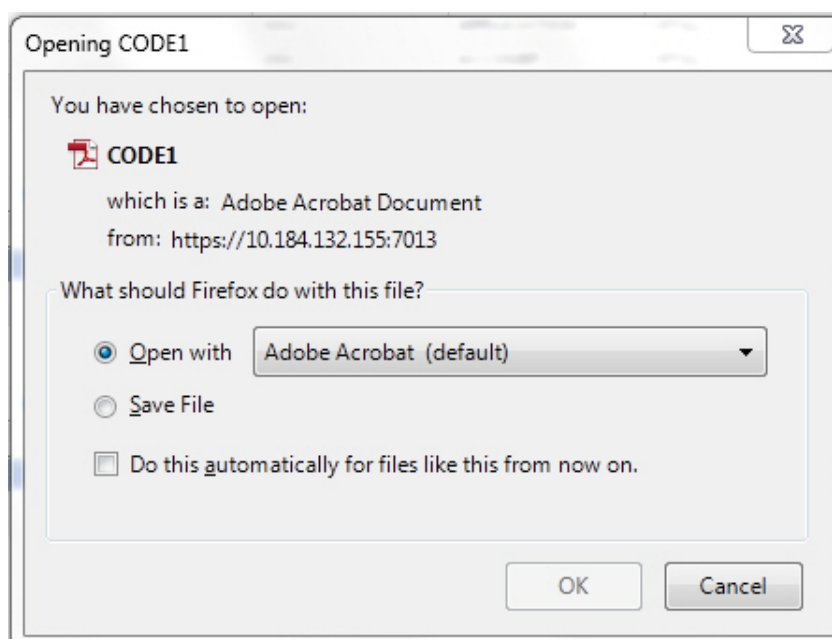 Opening CODE1
You have chosen to open:
CODE1
which is a: Adobe Acrobat Document
from: https://10.184.132.155:7013
What should Firefox do with this file?
Open with Adobe Acrobat (default)
Save File
Do this automatically for files like this from now on.
OK Cancel